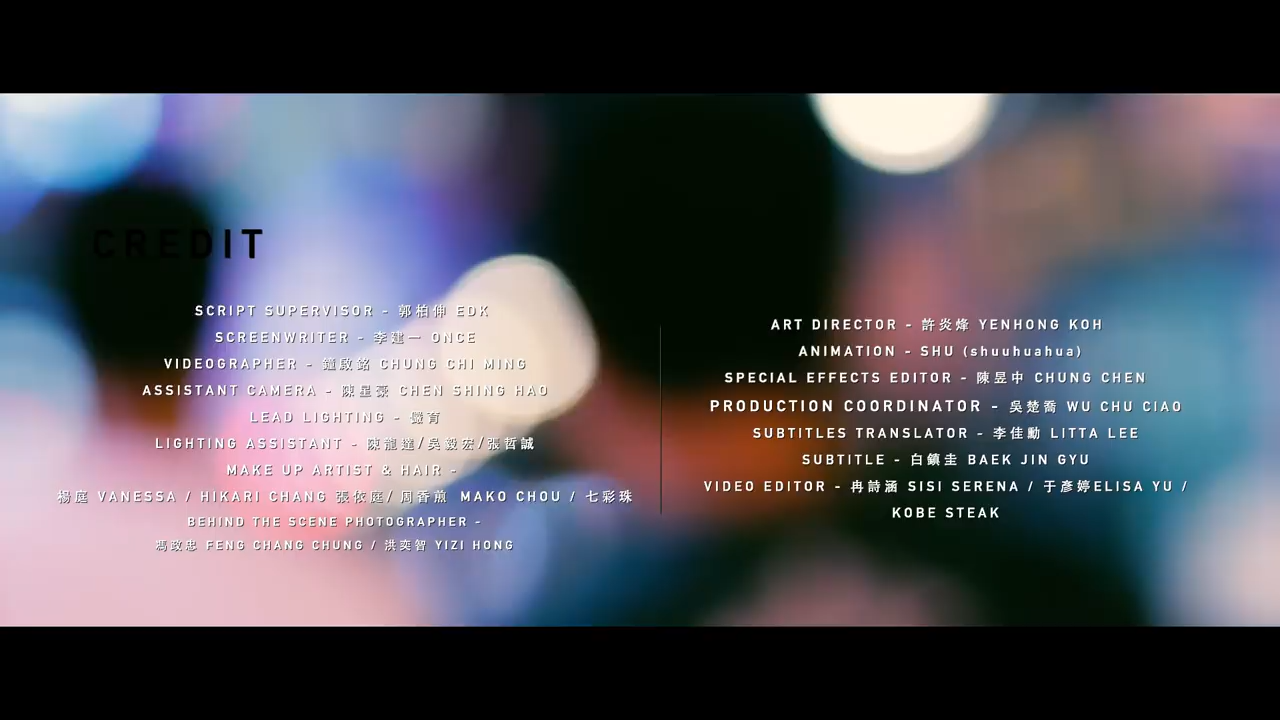 CREDIT
SCRIPT SUPERVISOR - 郭柏伸 EDK
SCREENWRITER - 李建一 ONCE
VIDEOGRAPHER - 鐘啟銘 CHUNG CHI MING
ASSISTANT CAMERA - 陳星豪 CHEN SHING HAO
LEAD LIGHTING - 育
LIGHTING ASSISTANT - 陳龍達/吳毅宏/張哲誠
MAKE UP ARTIST & HAIR -
楊庭 VANESSA / HIKARI CHANG 張依庭/ 周香 MAKO CHOU / 七彩珠
BEHIND THE SCENE PHOTOGRAPHER -
馮政忠 FENG CHANG CHUNG / 洪奕智 YIZI HONG
ART DIRECTOR - 許炎烽 YENHONG KOH
ANIMATION - SHU (shuuhuahua)
SPECIAL EFFECTS EDITOR - 陳昱中 CHUNG CHEN
PRODUCTION COORDINATOR - 吳楚喬 WU CHU CIAO
SUBTITLES TRANSLATOR - 李佳勳 LITTA LEE
SUBTITLE - 白鎮圭 BAEK JIN GYU
VIDEO EDITOR - 冉詩涵 SISI SERENA / 于彥婷ELISA YU /
KOBE STEAK